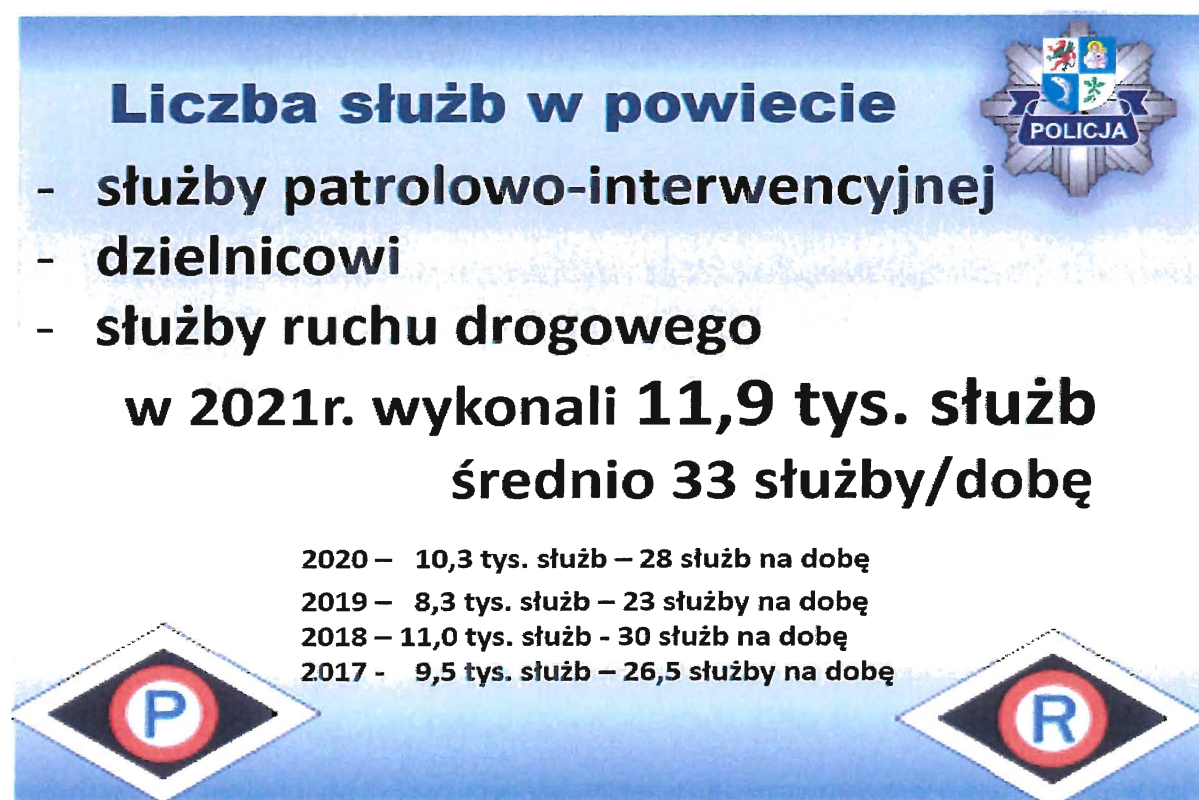 Liczba służb w powiecie
POLICJA
- służby patrolowo-interwencyjnej
- dzielnicowi
- służby ruchu drogowego
w 2021r. wykonali 11,9 tys. służb
średnio 33 służby/dobę
2020 – 10,3 tys. służb – 28 służb na dobę
2019 – 8,3 tys. służb – 23 służby na dobę
2018 – 11,0 tys. służb - 30 służb na dobę
2017 - 9,5 tys. służb – 26,5 służby na dobę
P
R